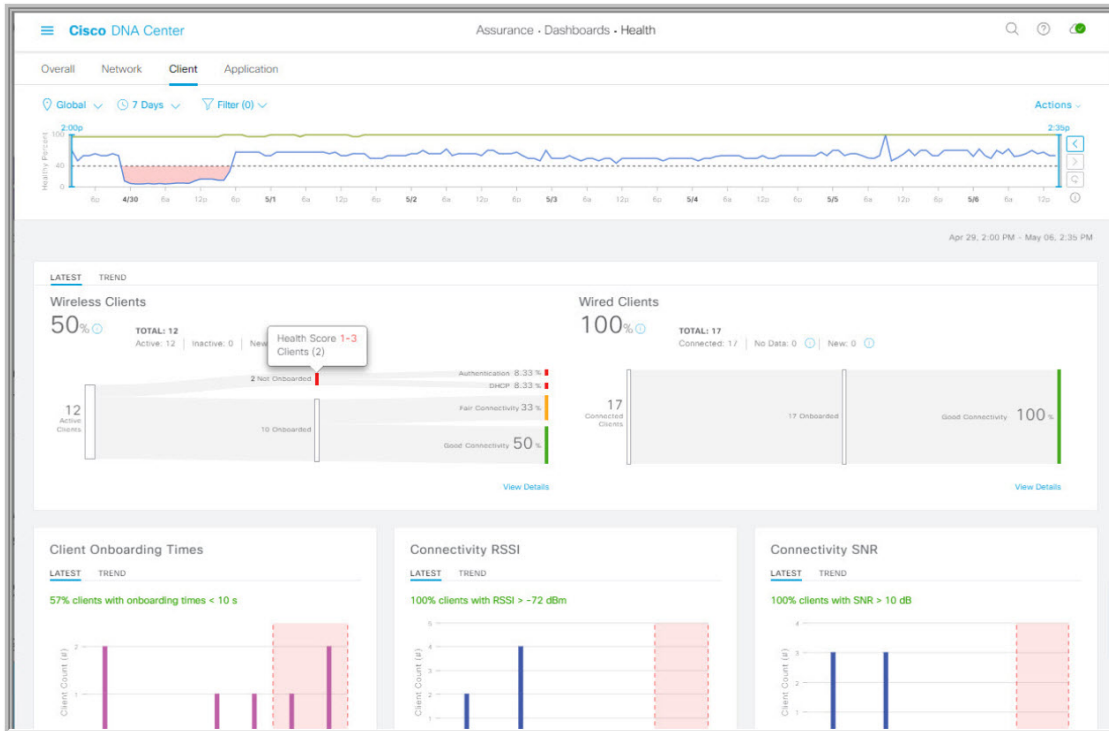 Cisco DNA Center
Assurance • Dashboards • Health
Overall Network Client Application
Global 7 Days Filter (0)
Actions
2:00p 2:35p
Healthy Percent
100
40
0
6p 4/30 6a 12p 6p 5/1 6a 12p 6p 5/2 6a 12p 6p 5/3 6a 12p 6p 5/4 6a 12p 6p 5/5 6a 12p 6p 5/6 6a 12p
Apr 29, 2:00 PM - May 06, 2:35 PM
LATEST TREND
Wireless Clients
50%
TOTAL: 12
Active: 12 | Inactive: 0 | New
Health Score 1-3
Clients (2)
12
Active
Clients
2 Not Onboarded
10 Onboarded
Authentication 8.33 %
DHCP 8.33 %
Fair Connectivity 33 %
Good Connectivity 50 %
View Details
Wired Clients
100%
TOTAL: 17
Connected: 17 | No Data: 0 | New: 0
17
Connected
Clients
17 Onboarded
Good Connectivity 100 %
View Details
Client Onboarding Times
LATEST TREND
57% clients with onboarding times < 10 s
Client Count (#)
2
1
Connectivity RSSI
LATEST TREND
100% clients with RSSI > -72 dBm
Client Count (#)
5
4
3
2
1
Connectivity SNR
LATEST TREND
100% clients with SNR > 10 dB
Client Count (#)
4
3
2
1